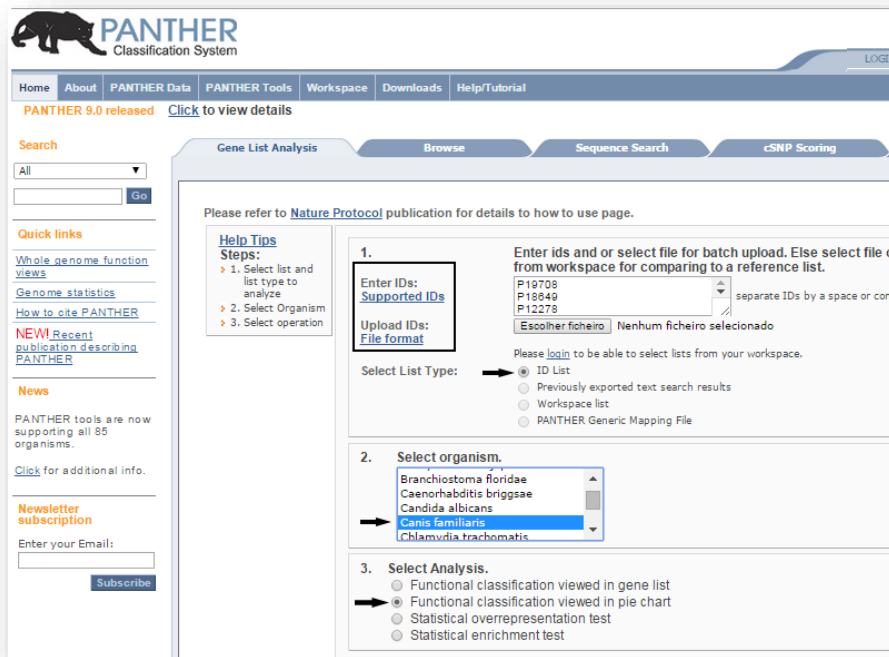 PANTHER
Classification System
LOGI
Home About PANTHER Data PANTHER Tools Workspace Downloads Help/Tutorial
PANTHER 9.0 released Click to view details
Search
All
Go
Quick links
Whole genome function
views
Genome statistics
How to cite PANTHER
NEW! Recent
publication describing
PANTHER
News
PANTHER tools are now
supporting all 85
organisms.
Click for additional info.
Newsletter
subscription
Enter your Email:
Subscribe
Gene List Analysis Browse Sequence Search cSNP Scoring
Please refer to Nature Protocol publication for details to how to use page.
Help Tips
Steps:
1. Select list and
list type to
analyze
2. Select Organism
3. Select operation
1.
Enter IDs:
Supported IDs
Upload IDs:
File format
Select List Type:
Enter ids and or select file for batch upload. Else select file o
from workspace for comparing to a reference list.
P19708
P18649
P12278
separate IDs by a space or con
Escolher ficheiro Nenhum ficheiro selecionado
Please login to be able to select lists from your workspace.
ID List
Previously exported text search results
Workspace list
PANTHER Generic Mapping File
2. Select organism.
Branchiostoma floridae
Caenorhabditis briggsae
Candida albicans
Canis familiaris
Chlamydia trachomatis
3. Select Analysis.
Functional classification viewed in gene list
Functional classification viewed in pie chart
Statistical overrepresentation test
Statistical enrichment test